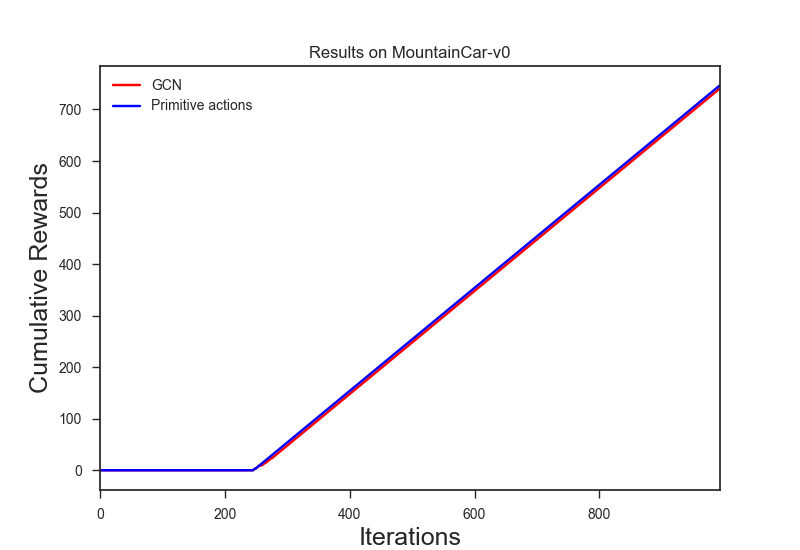 Results on MountainCar-v0
GCN
Primitive actions
700
600
500
400
300
200
100
0
Cumulative Rewards
0 200 400 600 800
Iterations